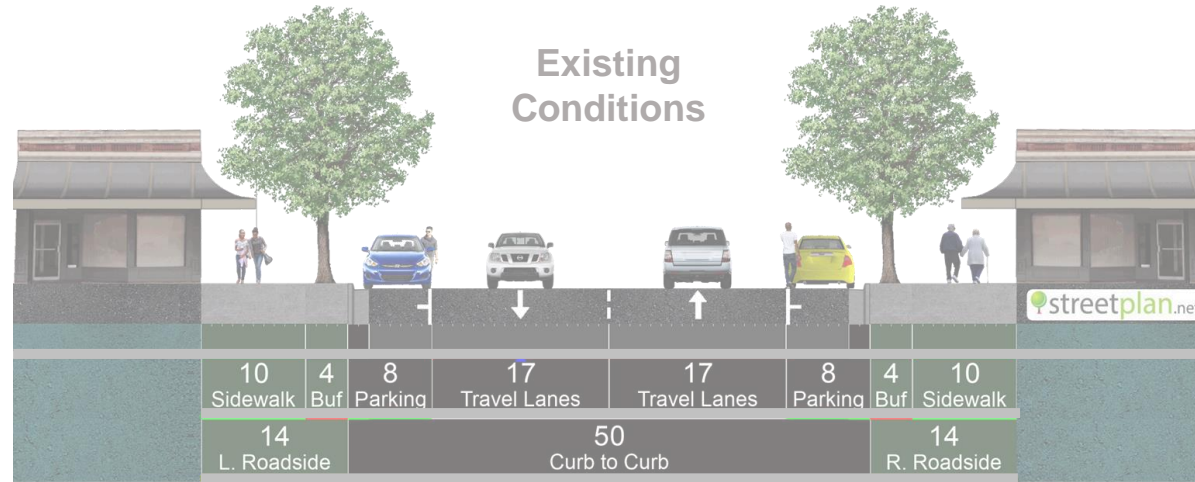 Existing
Conditions
streetplan.net
10 4 8 17 17 8 4 10
Sidewalk Buf Parking Travel Lanes Travel Lanes Parking Buf Sidewalk
14 50 14
L. Roadside Curb to Curb R. Roadside